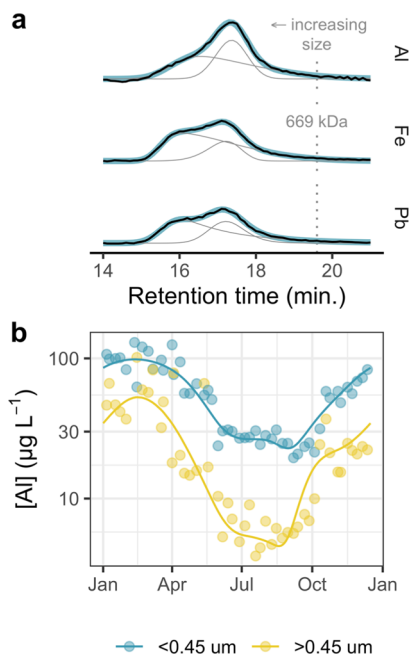 a
← increasing
size
Al
669 kDa
Fe
Pb
14 16 18 20
Retention time (min.)
b
[Al] (µg L⁻¹)
100
30
10
Jan Apr Jul Oct Jan
<0.45 um >0.45 um